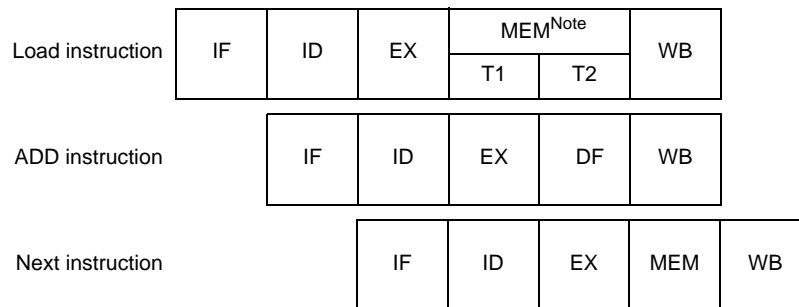 Load instruction IF ID EX MEMNote WB
T1 T2
ADD instruction IF ID EX DF WB
Next instruction IF ID EX MEM WB